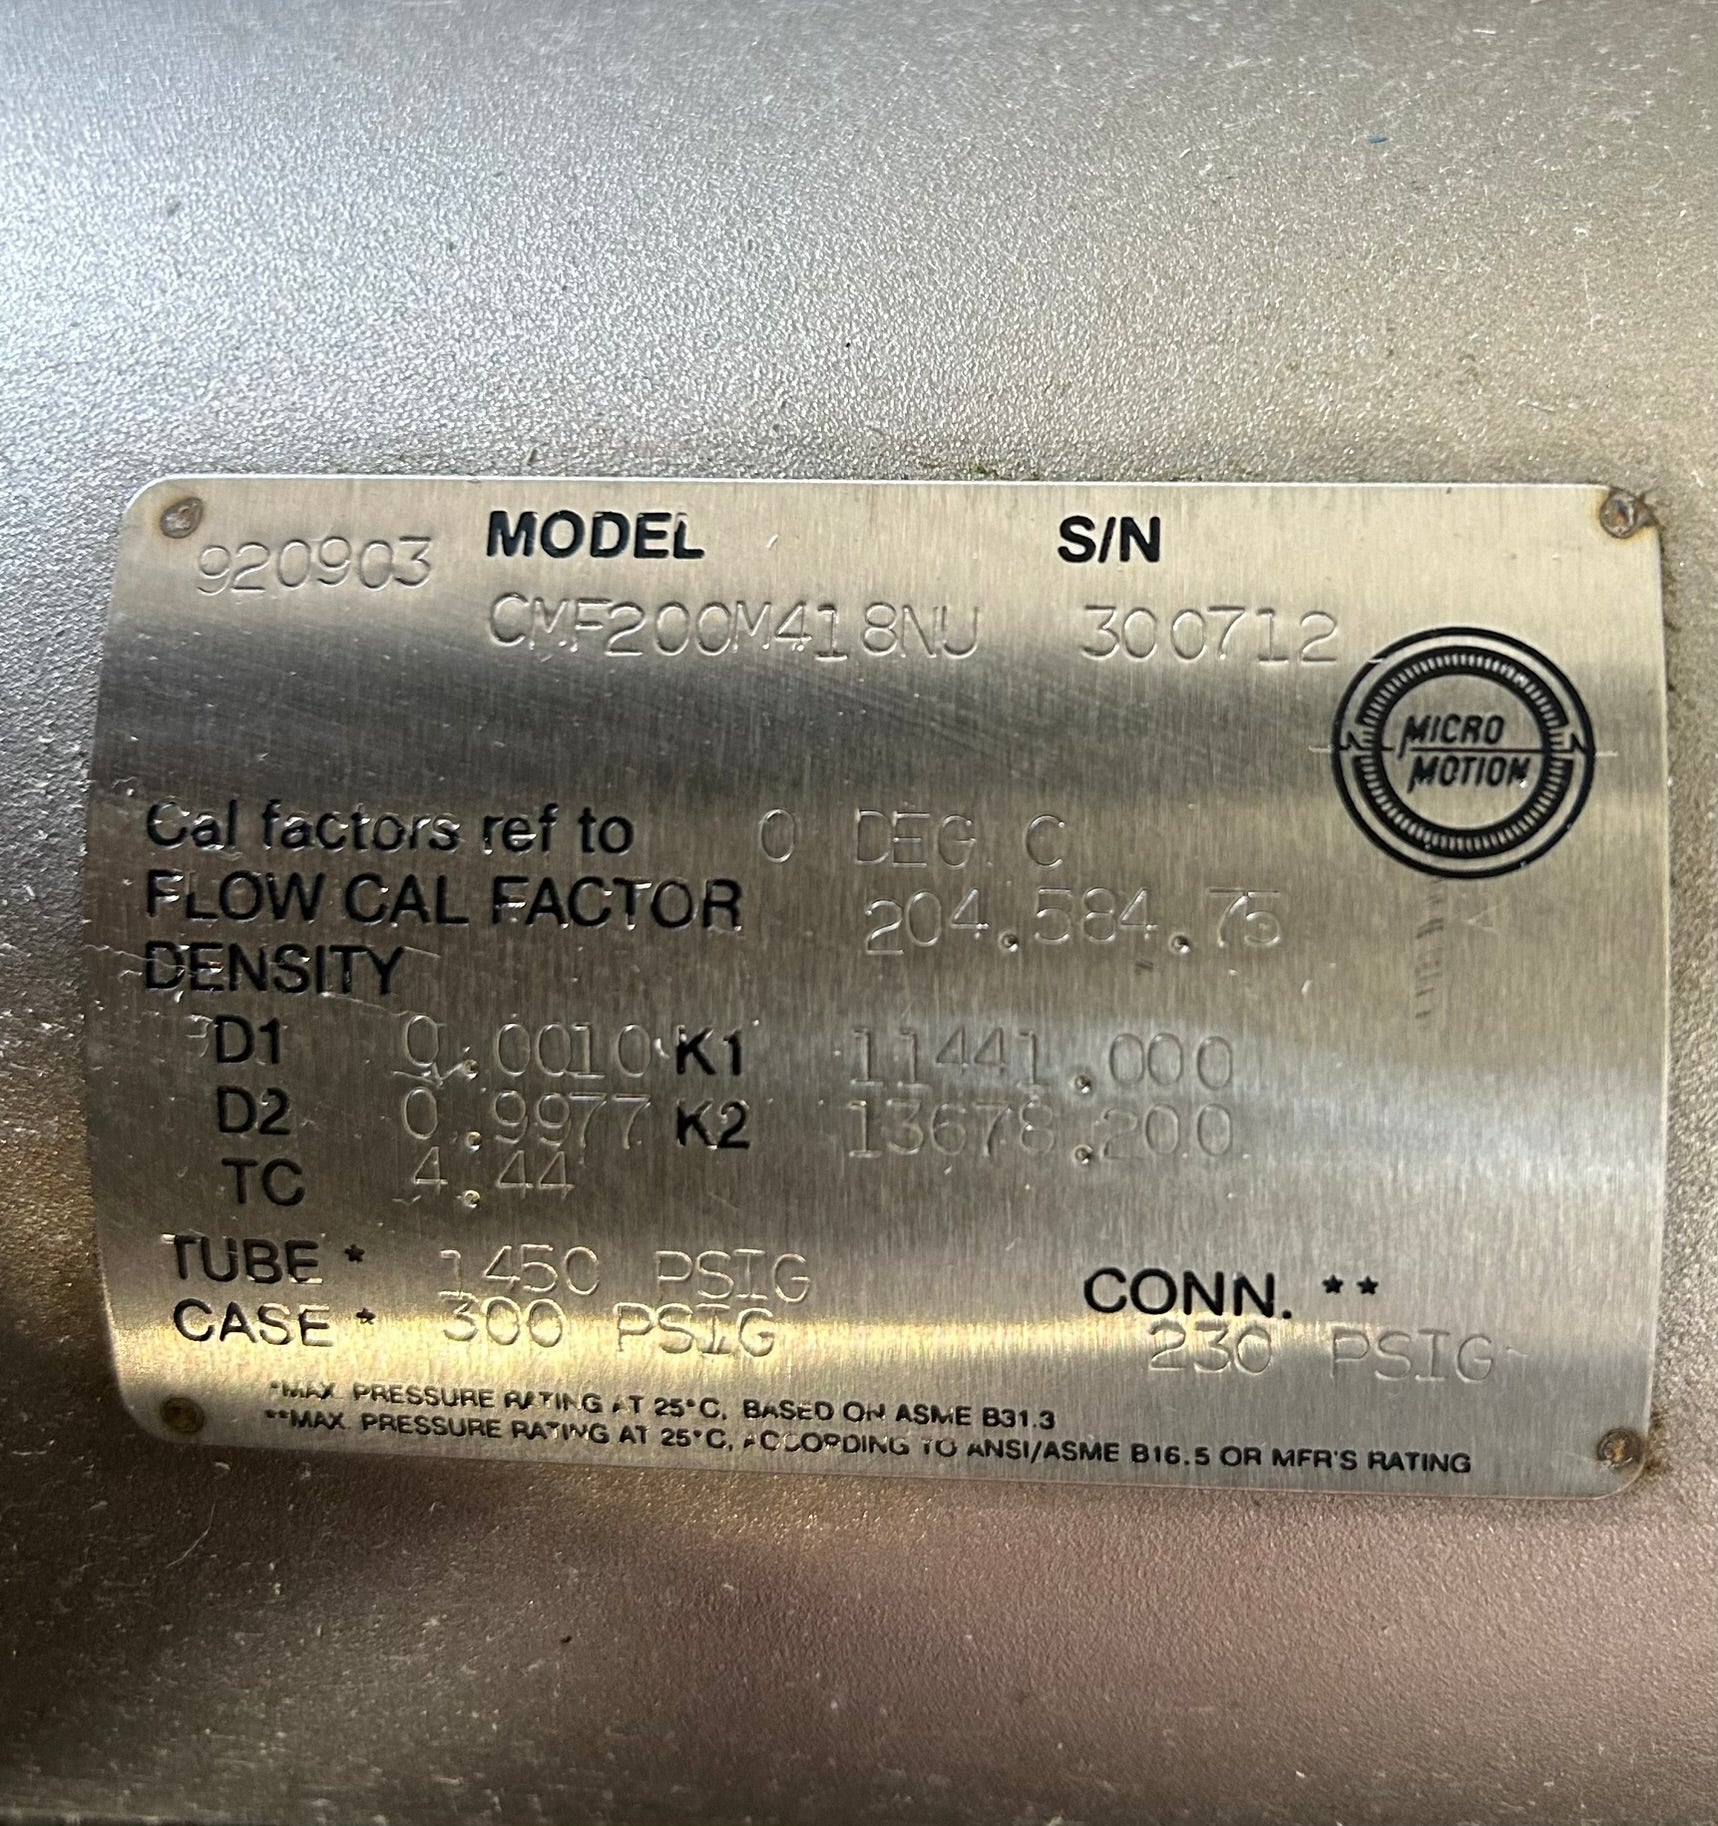 920903 MODEL S/N
CMF200M418NU 300712
MICRO
MOTION
Cal factors ref to 0 DEG C
FLOW CAL FACTOR 204.584.75
DENSITY
D1 0.0010 K1 11441.000
D2 0.9977 K2 13678.200
TC 4.44
TUBE * 1450 PSIG
CONN. **
CASE * 300 PSIG
230 PSIG
*MAX. PRESSURE RATING AT 25°C, BASED ON ASME B31.3
**MAX. PRESSURE RATING AT 25°C, ACCORDING TO ANSI/ASME B16.5 OR MFR'S RATING